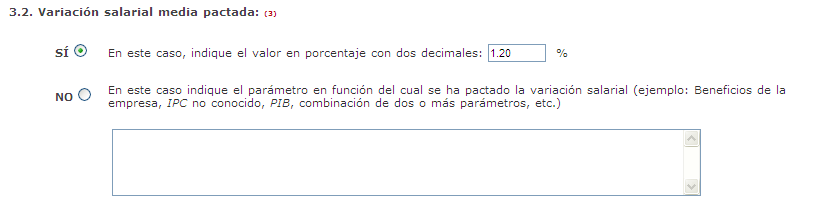 3.2. Variación salarial media pactada: (3)
SÍ En este caso, indique el valor en porcentaje con dos decimales: 1.20 %
NO En este caso indique el parámetro en función del cual se ha pactado la variación salarial (ejemplo: Beneficios de la
empresa, IPC no conocido, PIB, combinación de dos o más parámetros, etc.)